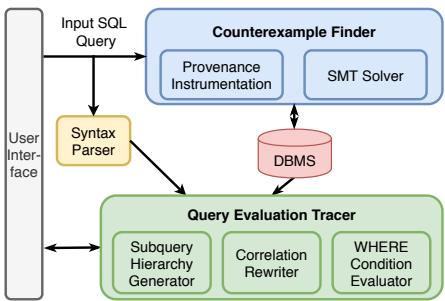 Input SQL
Query
Counterexample Finder
Provenance
Instrumentation
SMT Solver
User
Inter-
face
Syntax
Parser
DBMS
Query Evaluation Tracer
Subquery
Hierarchy
Generator
Correlation
Rewriter
WHERE
Condition
Evaluator